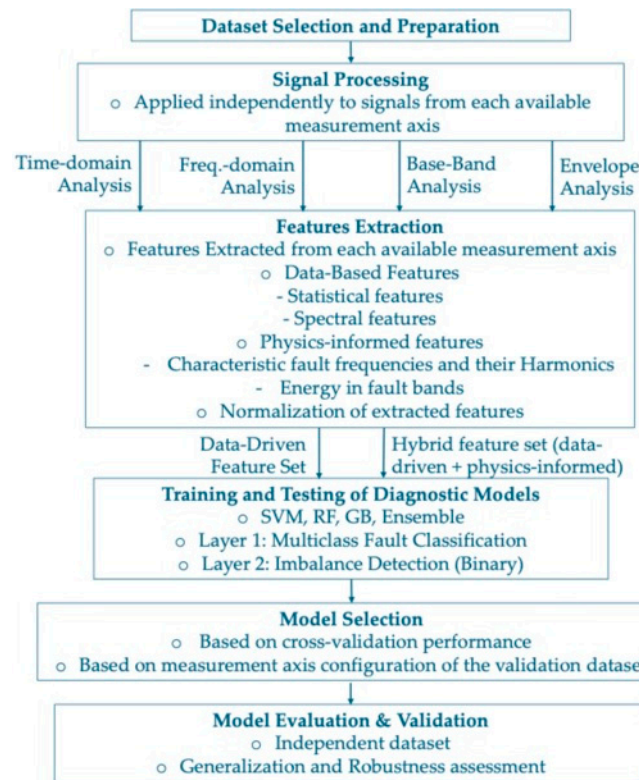 Dataset Selection and Preparation
Signal Processing
o Applied independently to signals from each available
measurement axis
Time-domain
Analysis
Freq.-domain
Analysis
Base-Band
Analysis
Envelope
Analysis
Features Extraction
o Features Extracted from each available measurement axis
o Data-Based Features
- Statistical features
- Spectral features
o Physics-informed features
- Characteristic fault frequencies and their Harmonics
- Energy in fault bands
o Normalization of extracted features
Data-Driven
Feature Set
Hybrid feature set (data-
driven + physics-informed)
Training and Testing of Diagnostic Models
o SVM, RF, GB, Ensemble
o Layer 1: Multiclass Fault Classification
o Layer 2: Imbalance Detection (Binary)
Model Selection
o Based on cross-validation performance
o Based on measurement axis configuration of the validation dataset
Model Evaluation & Validation
o Independent dataset
o Generalization and Robustness assessment